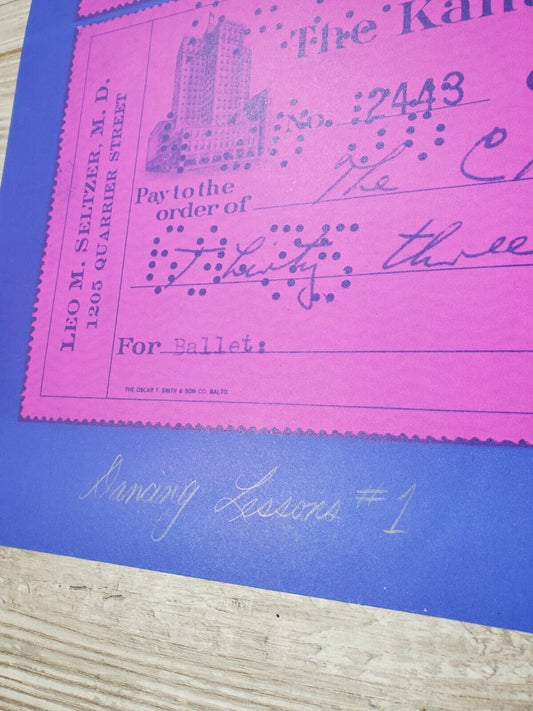 The Kan
No. 2443
LEO M. SELTZER, M. D.
1205 QUARRIER STREET
Pay to the
order of The
Thirty three
For Ballet:
THE OSCAR T. SMITH & SON CO. BALTO.
Dancing Lessons #1